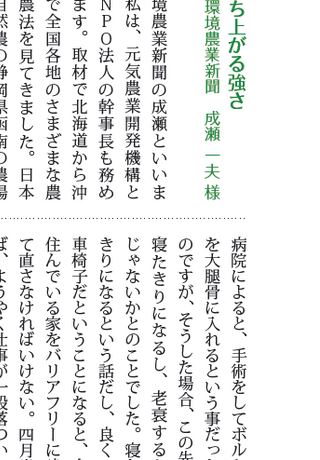 ち上がる強さ
環境農業新聞　成瀬　一夫 様
境農業新聞の成瀬といいま
私は、元気農業開発機構と
ＮＰＯ法人の幹事長も務め
ます。取材で北海道から沖
で全国各地のさまざまな農
農法を見てきました。日本
自然農の静岡県函南の農場
病院によると、手術をしてボル
を大腿骨に入れるという事だっ
のですが、そうした場合、この先
寝たきりになるし、老衰する
じゃないかとのことでした。寝
きりになるという話だし、良く
車椅子だということになると、
住んでいる家をバリアフリーに
て直さなければいけない。四月
ば、ようやく仕事が一段落つい